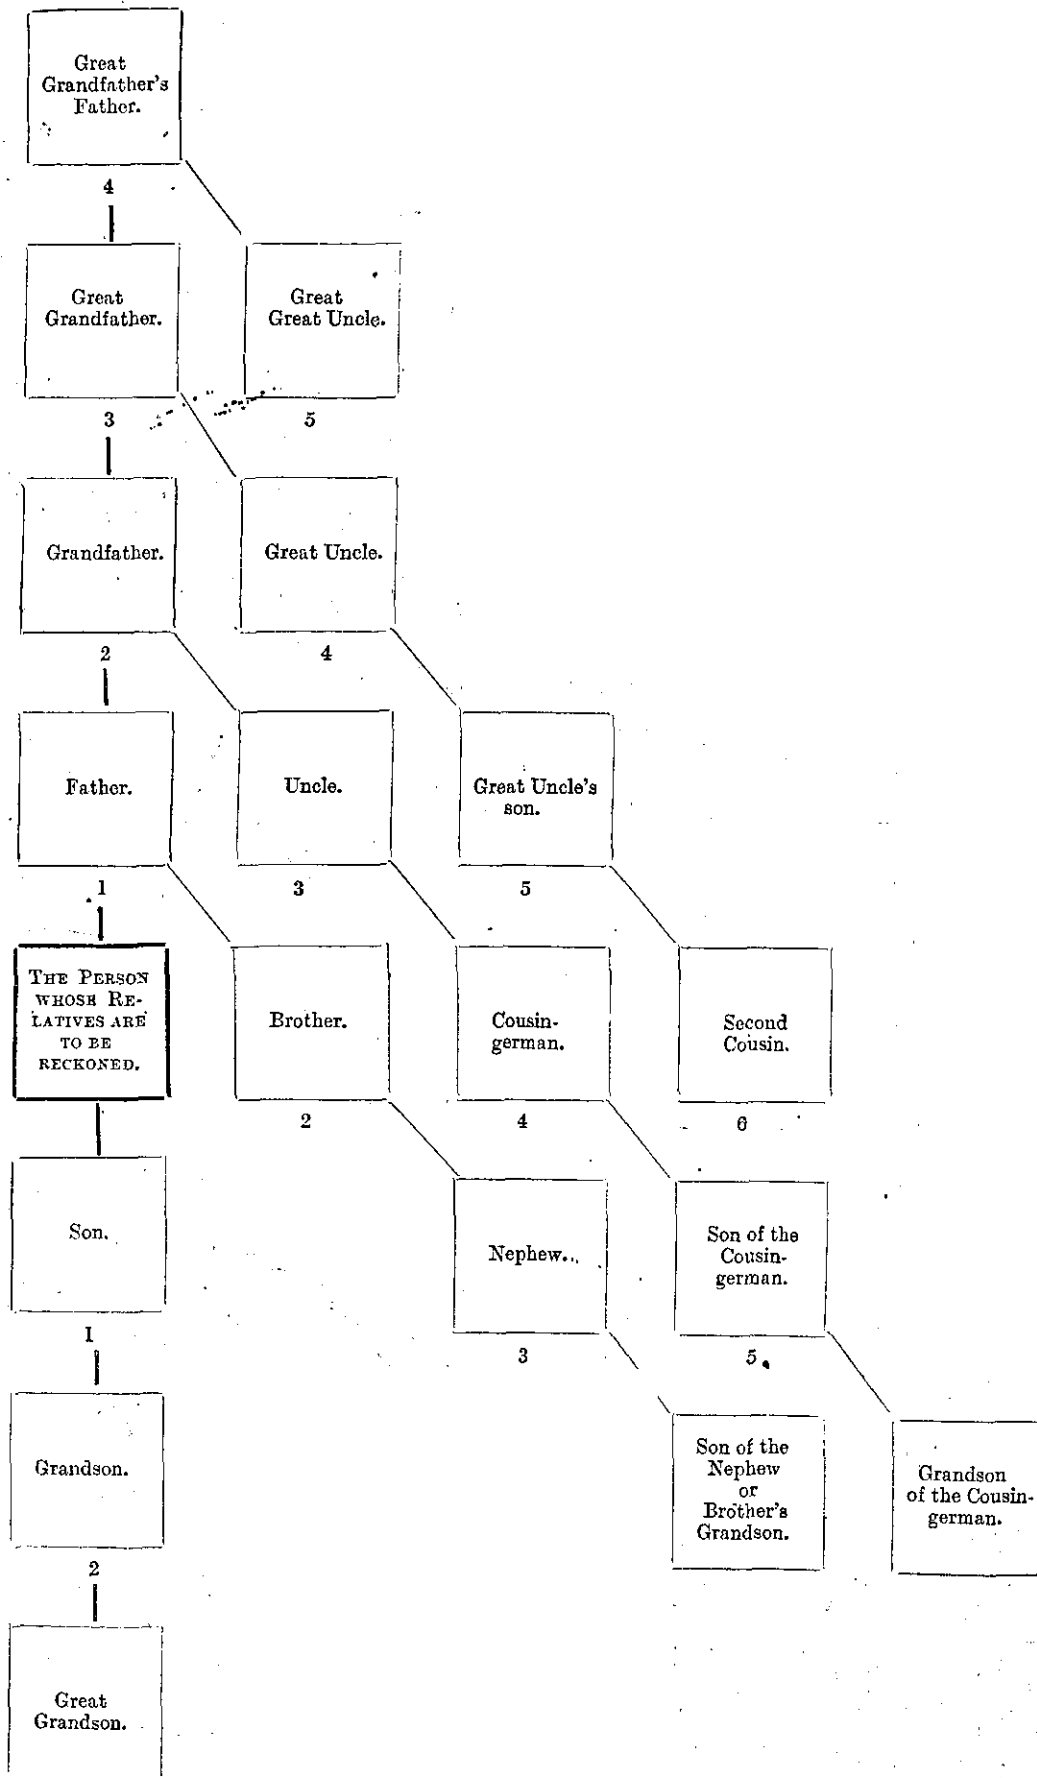 Great
Grandfather's
Father.
4
Great
Grandfather.
3
Great
Great Uncle.
5
Grandfather.
2
Great Uncle.
4
Father.
1
Uncle.
3
Great Uncle's
son.
5
THE PERSON
WHOSE RE-
LATIVES ARE
TO BE
RECKONED.
Brother.
2
Cousin-
german.
4
Second
Cousin.
6
Son.
1
Nephew.
3
Son of the
Cousin-
german.
5
Grandson.
2
Son of the
Nephew
or
Brother's
Grandson.
Grandson
of the Cousin-
german.
Great
Grandson.